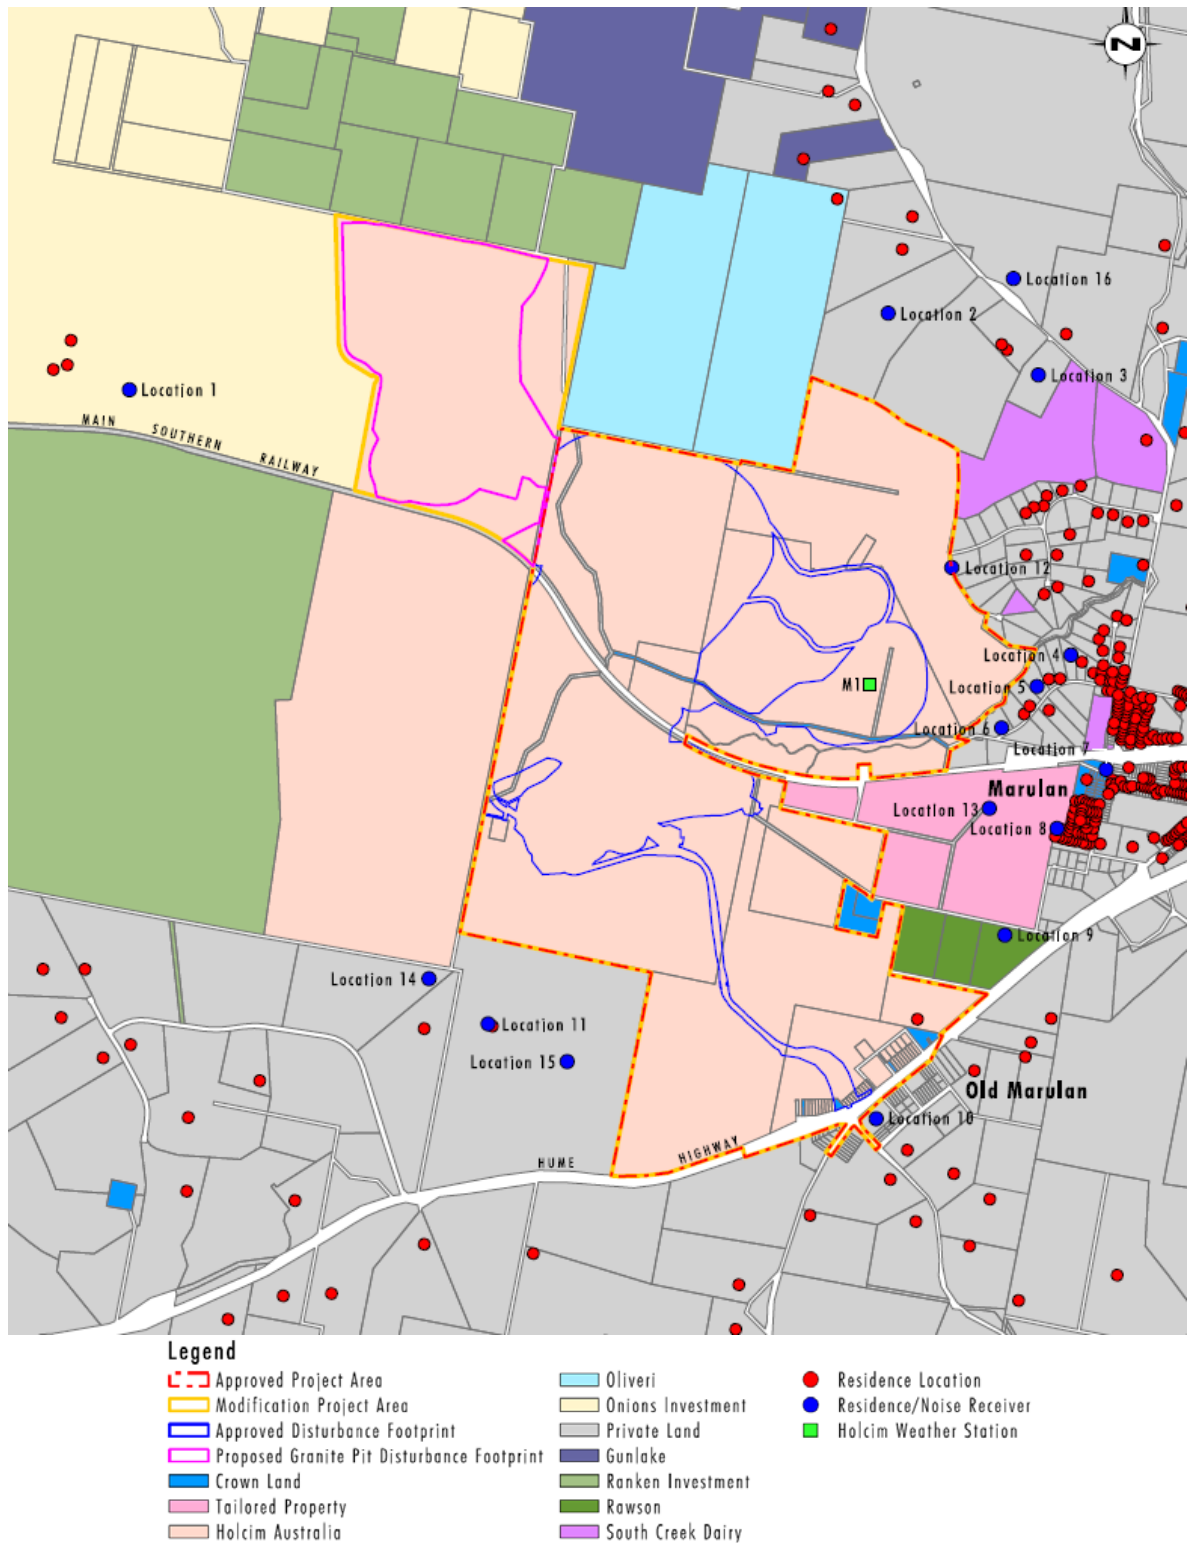 N
Location 16
Location 2
Location 3
Location 1
MAIN SOUTHERN RAILWAY
Location 12
Location 4
M1
Location 5
Location 6
Location 7
Marulan
Location 13
Location 8
Location 9
Location 14
Location 11
Location 15
Old Marulan
Location 10
HUME HIGHWAY
Legend
Approved Project Area
Modification Project Area
Approved Disturbance Footprint
Proposed Granite Pit Disturbance Footprint
Crown Land
Tailored Property
Holcim Australia
Oliveri
Onions Investment
Private Land
Gunlake
Ranken Investment
Rawson
South Creek Dairy
Residence Location
Residence/Noise Receiver
Holcim Weather Station